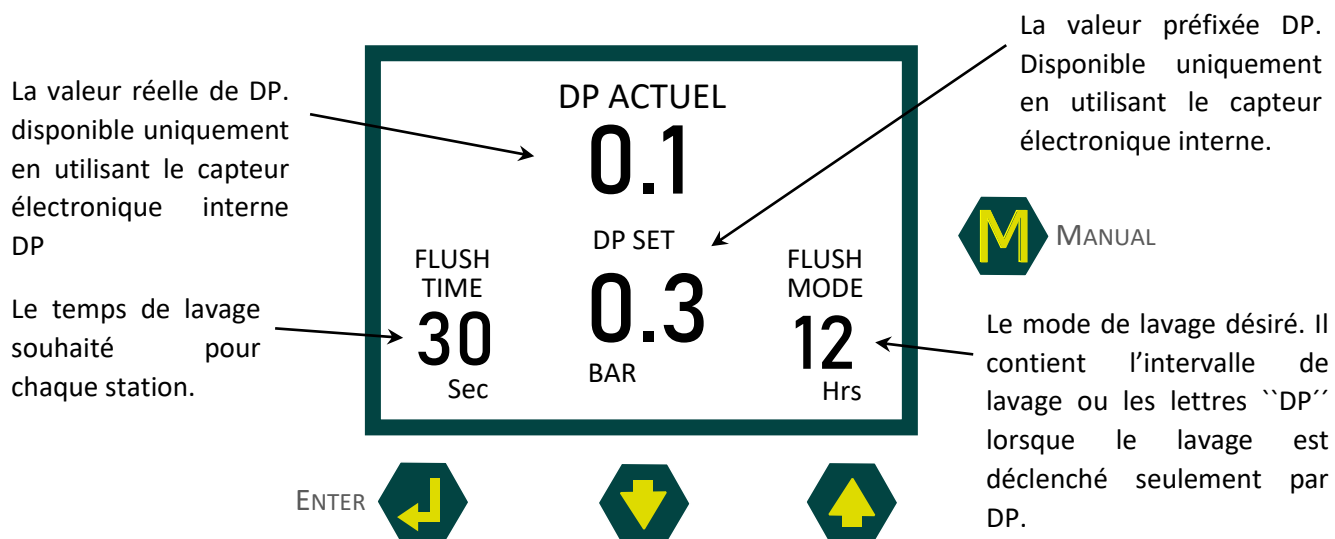 La valeur réelle de DP.
disponible uniquement
en utilisant le capteur
électronique interne
DP
Le temps de lavage
souhaité pour
chaque station.
DP ACTUEL
0.1
DP SET
0.3
BAR
FLUSH
TIME
30
Sec
FLUSH
MODE
12
Hrs
La valeur préfixée DP.
Disponible uniquement
en utilisant le capteur
électronique interne.
M MANUAL
Le mode de lavage désiré. Il
contient l’intervalle de
lavage ou les lettres ``DP´´
lorsque le lavage est
déclenché seulement par
DP.
ENTER